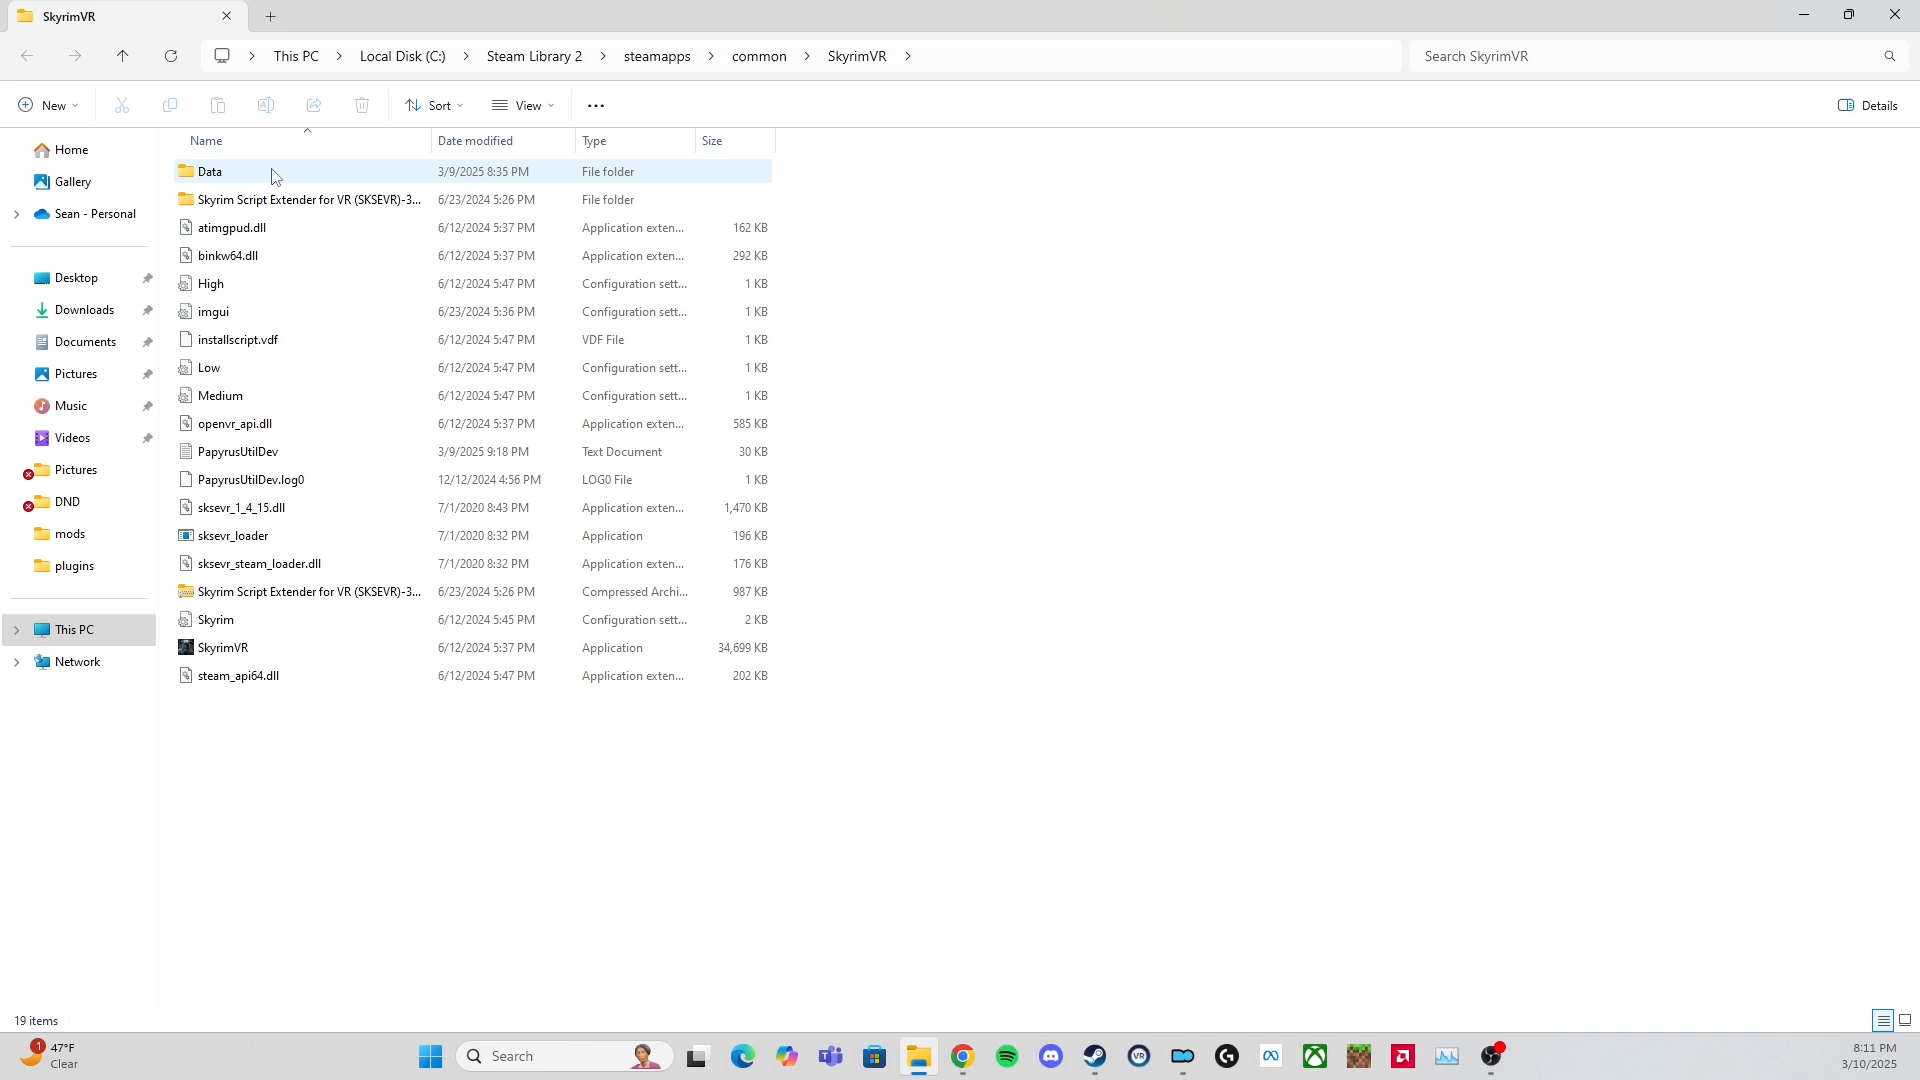 SkyrimVR
This PC > Local Disk (C:) > Steam Library 2 > steamapps > common > SkyrimVR >
Search SkyrimVR
New
Sort
View
Details
Name Date modified Type Size
Home
Gallery
Sean - Personal
Desktop
Downloads
Documents
Pictures
Music
Videos
Pictures
DND
mods
plugins
This PC
Network
Data 3/9/2025 8:35 PM File folder
Skyrim Script Extender for VR (SKSEVR)-3... 6/23/2024 5:26 PM File folder
atimgpud.dll 6/12/2024 5:37 PM Application exten... 162 KB
binkw64.dll 6/12/2024 5:37 PM Application exten... 292 KB
High 6/12/2024 5:47 PM Configuration sett... 1 KB
imgui 6/23/2024 5:36 PM Configuration sett... 1 KB
installscript.vdf 6/12/2024 5:47 PM VDF File 1 KB
Low 6/12/2024 5:47 PM Configuration sett... 1 KB
Medium 6/12/2024 5:47 PM Configuration sett... 1 KB
openvr_api.dll 6/12/2024 5:37 PM Application exten... 585 KB
PapyrusUtilDev 3/9/2025 9:18 PM Text Document 30 KB
PapyrusUtilDev.log0 12/12/2024 4:56 PM LOG0 File 1 KB
sksevr_1_4_15.dll 7/1/2020 8:43 PM Application exten... 1,470 KB
sksevr_loader 7/1/2020 8:32 PM Application 196 KB
sksevr_steam_loader.dll 7/1/2020 8:32 PM Application exten... 176 KB
Skyrim Script Extender for VR (SKSEVR)-3... 6/23/2024 5:26 PM Compressed Archi... 987 KB
Skyrim 6/12/2024 5:45 PM Configuration sett... 2 KB
SkyrimVR 6/12/2024 5:37 PM Application 34,699 KB
steam_api64.dll 6/12/2024 5:47 PM Application exten... 202 KB
19 items
1
47°F
Clear
Search
VR
8:11 PM
3/10/2025